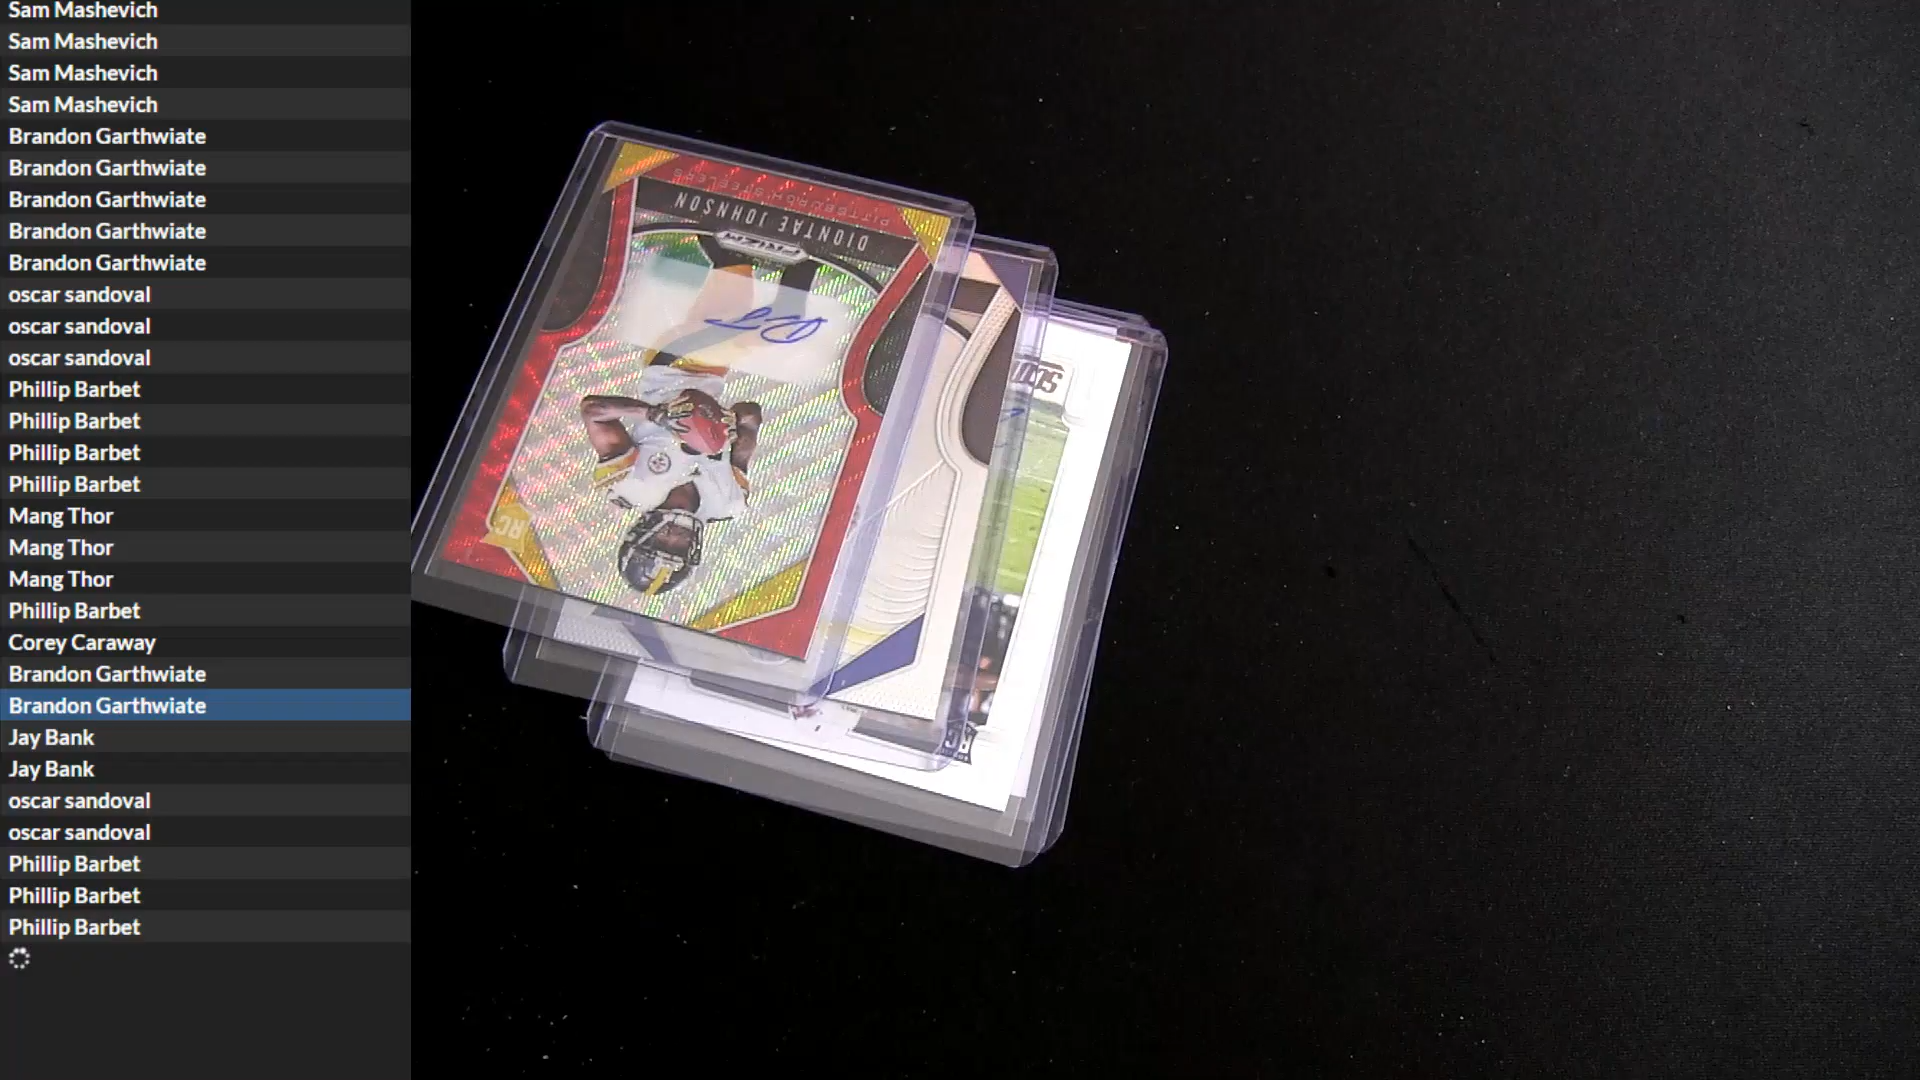 Sam Mashevich
Sam Mashevich
Sam Mashevich
Sam Mashevich
Brandon Garthwiate
Brandon Garthwiate
Brandon Garthwiate
Brandon Garthwiate
Brandon Garthwiate
oscar sandoval
oscar sandoval
oscar sandoval
Phillip Barbet
Phillip Barbet
Phillip Barbet
Phillip Barbet
Mang Thor
Mang Thor
Mang Thor
Phillip Barbet
Corey Caraway
Brandon Garthwiate
Brandon Garthwiate
Jay Bank
Jay Bank
oscar sandoval
oscar sandoval
Phillip Barbet
Phillip Barbet
Phillip Barbet
PITTSBURGH STEELERS
DIONTAE JOHNSON
PRIZM
RC
RC